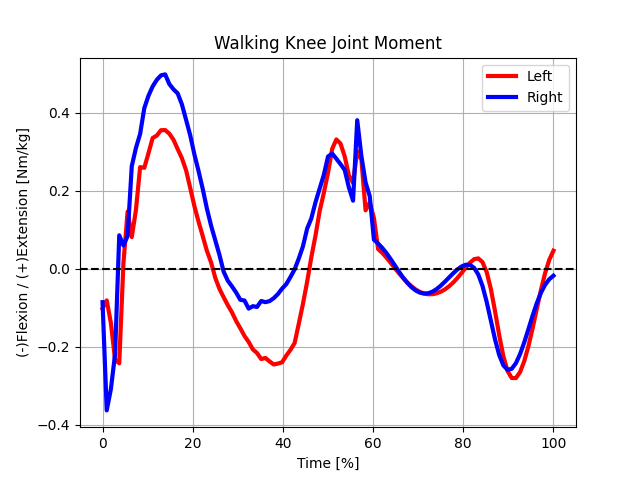 Walking Knee Joint Moment
Left
Right
(-)Flexion / (+)Extension [Nm/kg]
0.4
0.2
0.0
−0.2
−0.4
0 20 40 60 80 100
Time [%]